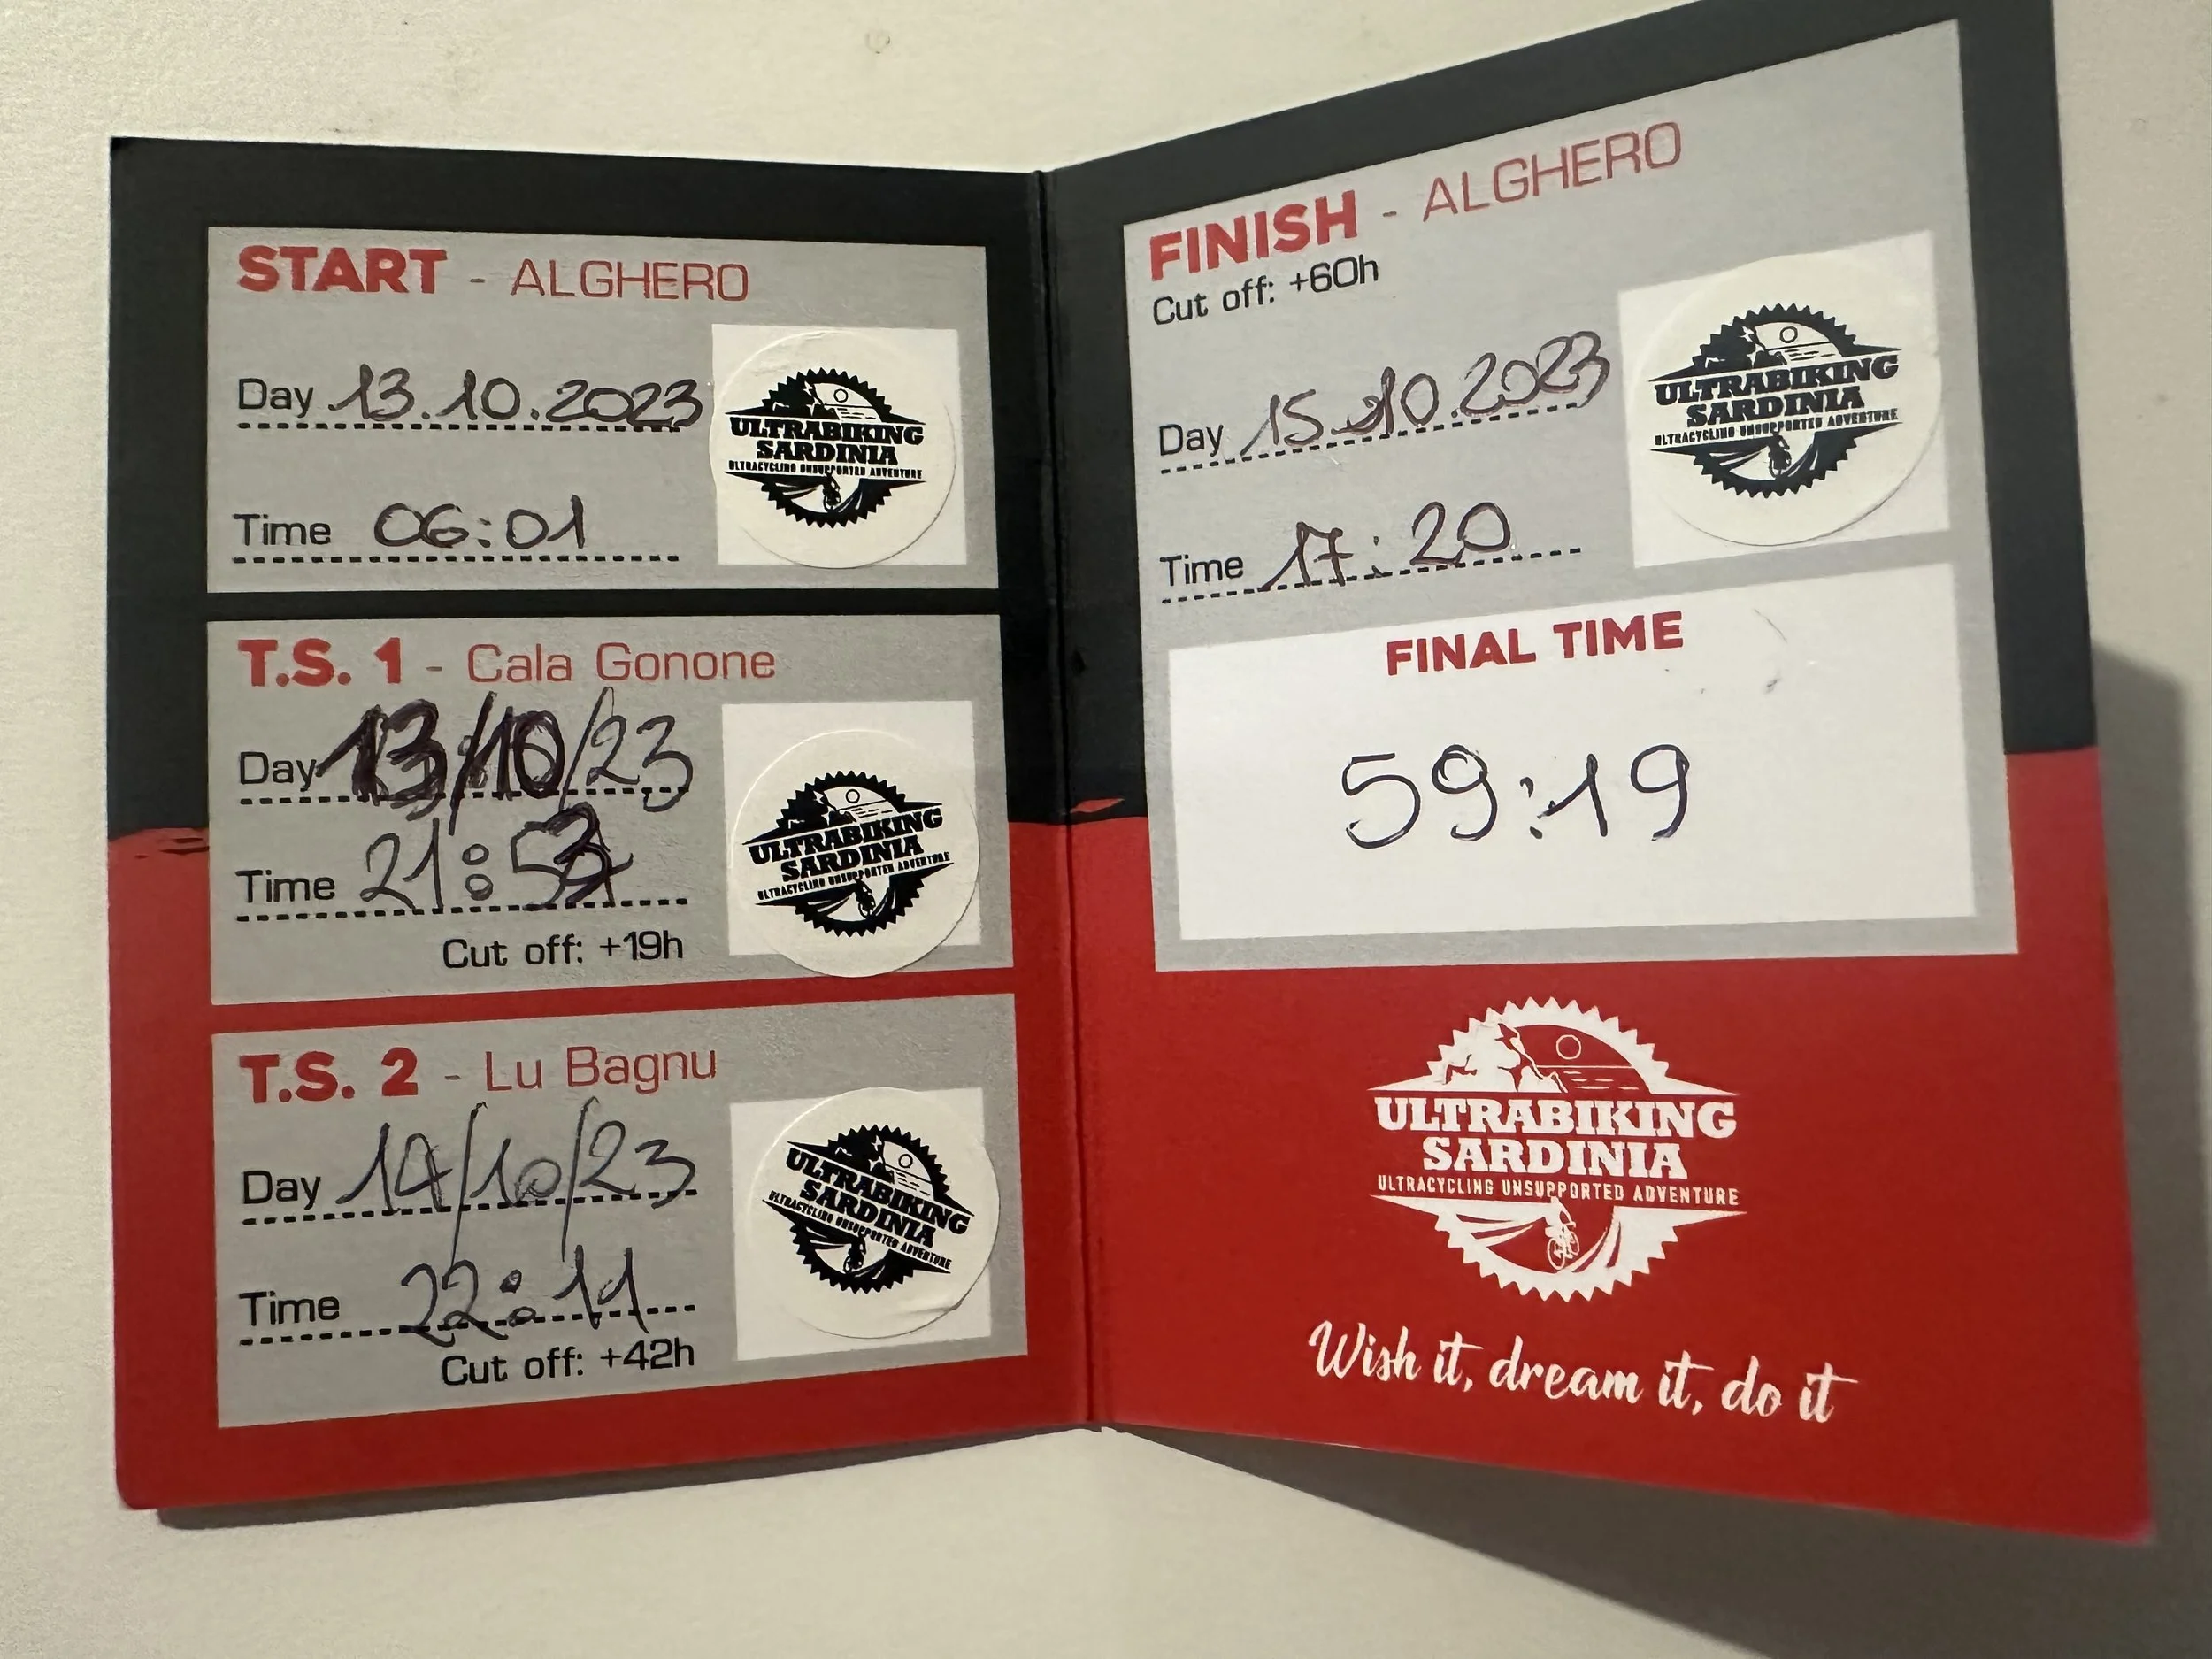 START - ALGHERO
Day 13.10.2023
Time 06:01
ULTRABIKING
SARDINIA
ULTRACYCLING UNSUPPORTED ADVENTURE
T.S. 1 - Cala Gonone
Day 13/10/23
Time 21:53
Cut off: +19h
ULTRABIKING
SARDINIA
ULTRACYCLING UNSUPPORTED ADVENTURE
T.S. 2 - Lu Bagnu
Day 14/10/23
Time 22:11
Cut off: +42h
ULTRABIKING
SARDINIA
ULTRACYCLING UNSUPPORTED ADVENTURE
FINISH - ALGHERO
Cut off: +60h
Day 15.10.2023
Time 17:20
ULTRABIKING
SARDINIA
ULTRACYCLING UNSUPPORTED ADVENTURE
FINAL TIME
59:19
ULTRABIKING
SARDINIA
ULTRACYCLING UNSUPPORTED ADVENTURE
Wish it, dream it, do it